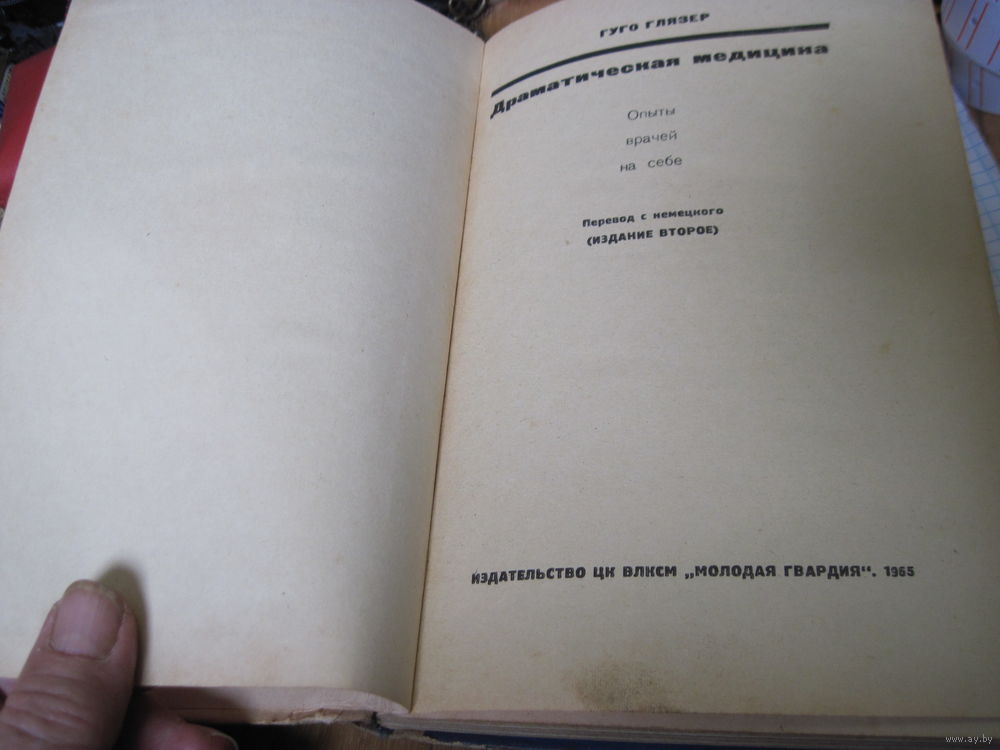 ГУГО ГЛЯЗЕР
Драматическая медицина
Опыты
врачей
на себе
Перевод с немецкого
(ИЗДАНИЕ ВТОРОЕ)
ИЗДАТЕЛЬСТВО ЦК ВЛКСМ „МОЛОДАЯ ГВАРДИЯ“. 1965
www.ay.by